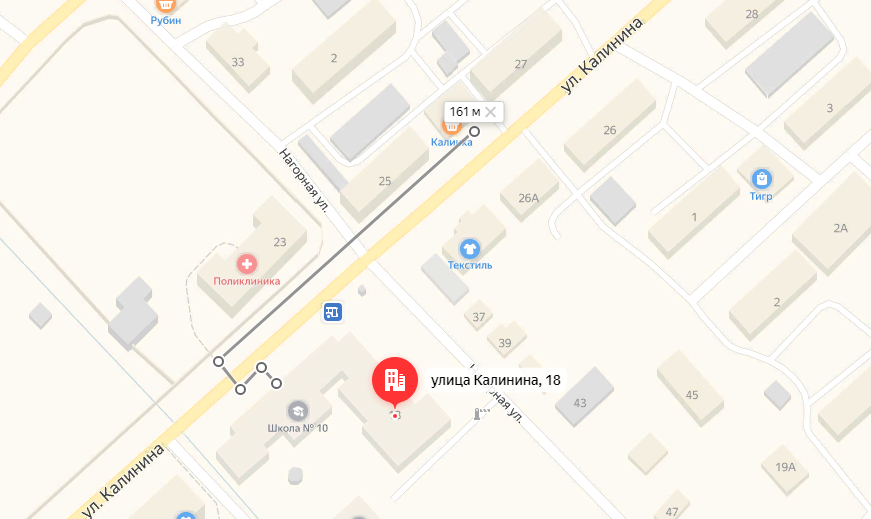 Рубин
33
2
27
ул. Калинина
28
161 м
Калинка
3
26
Нагорная ул.
25
26А
Тигр
1
2А
23
Поликлиника
Текстиль
2
37
39
улица Калинина, 18
43
45
Школа № 10
ул. Калинина
19А
47